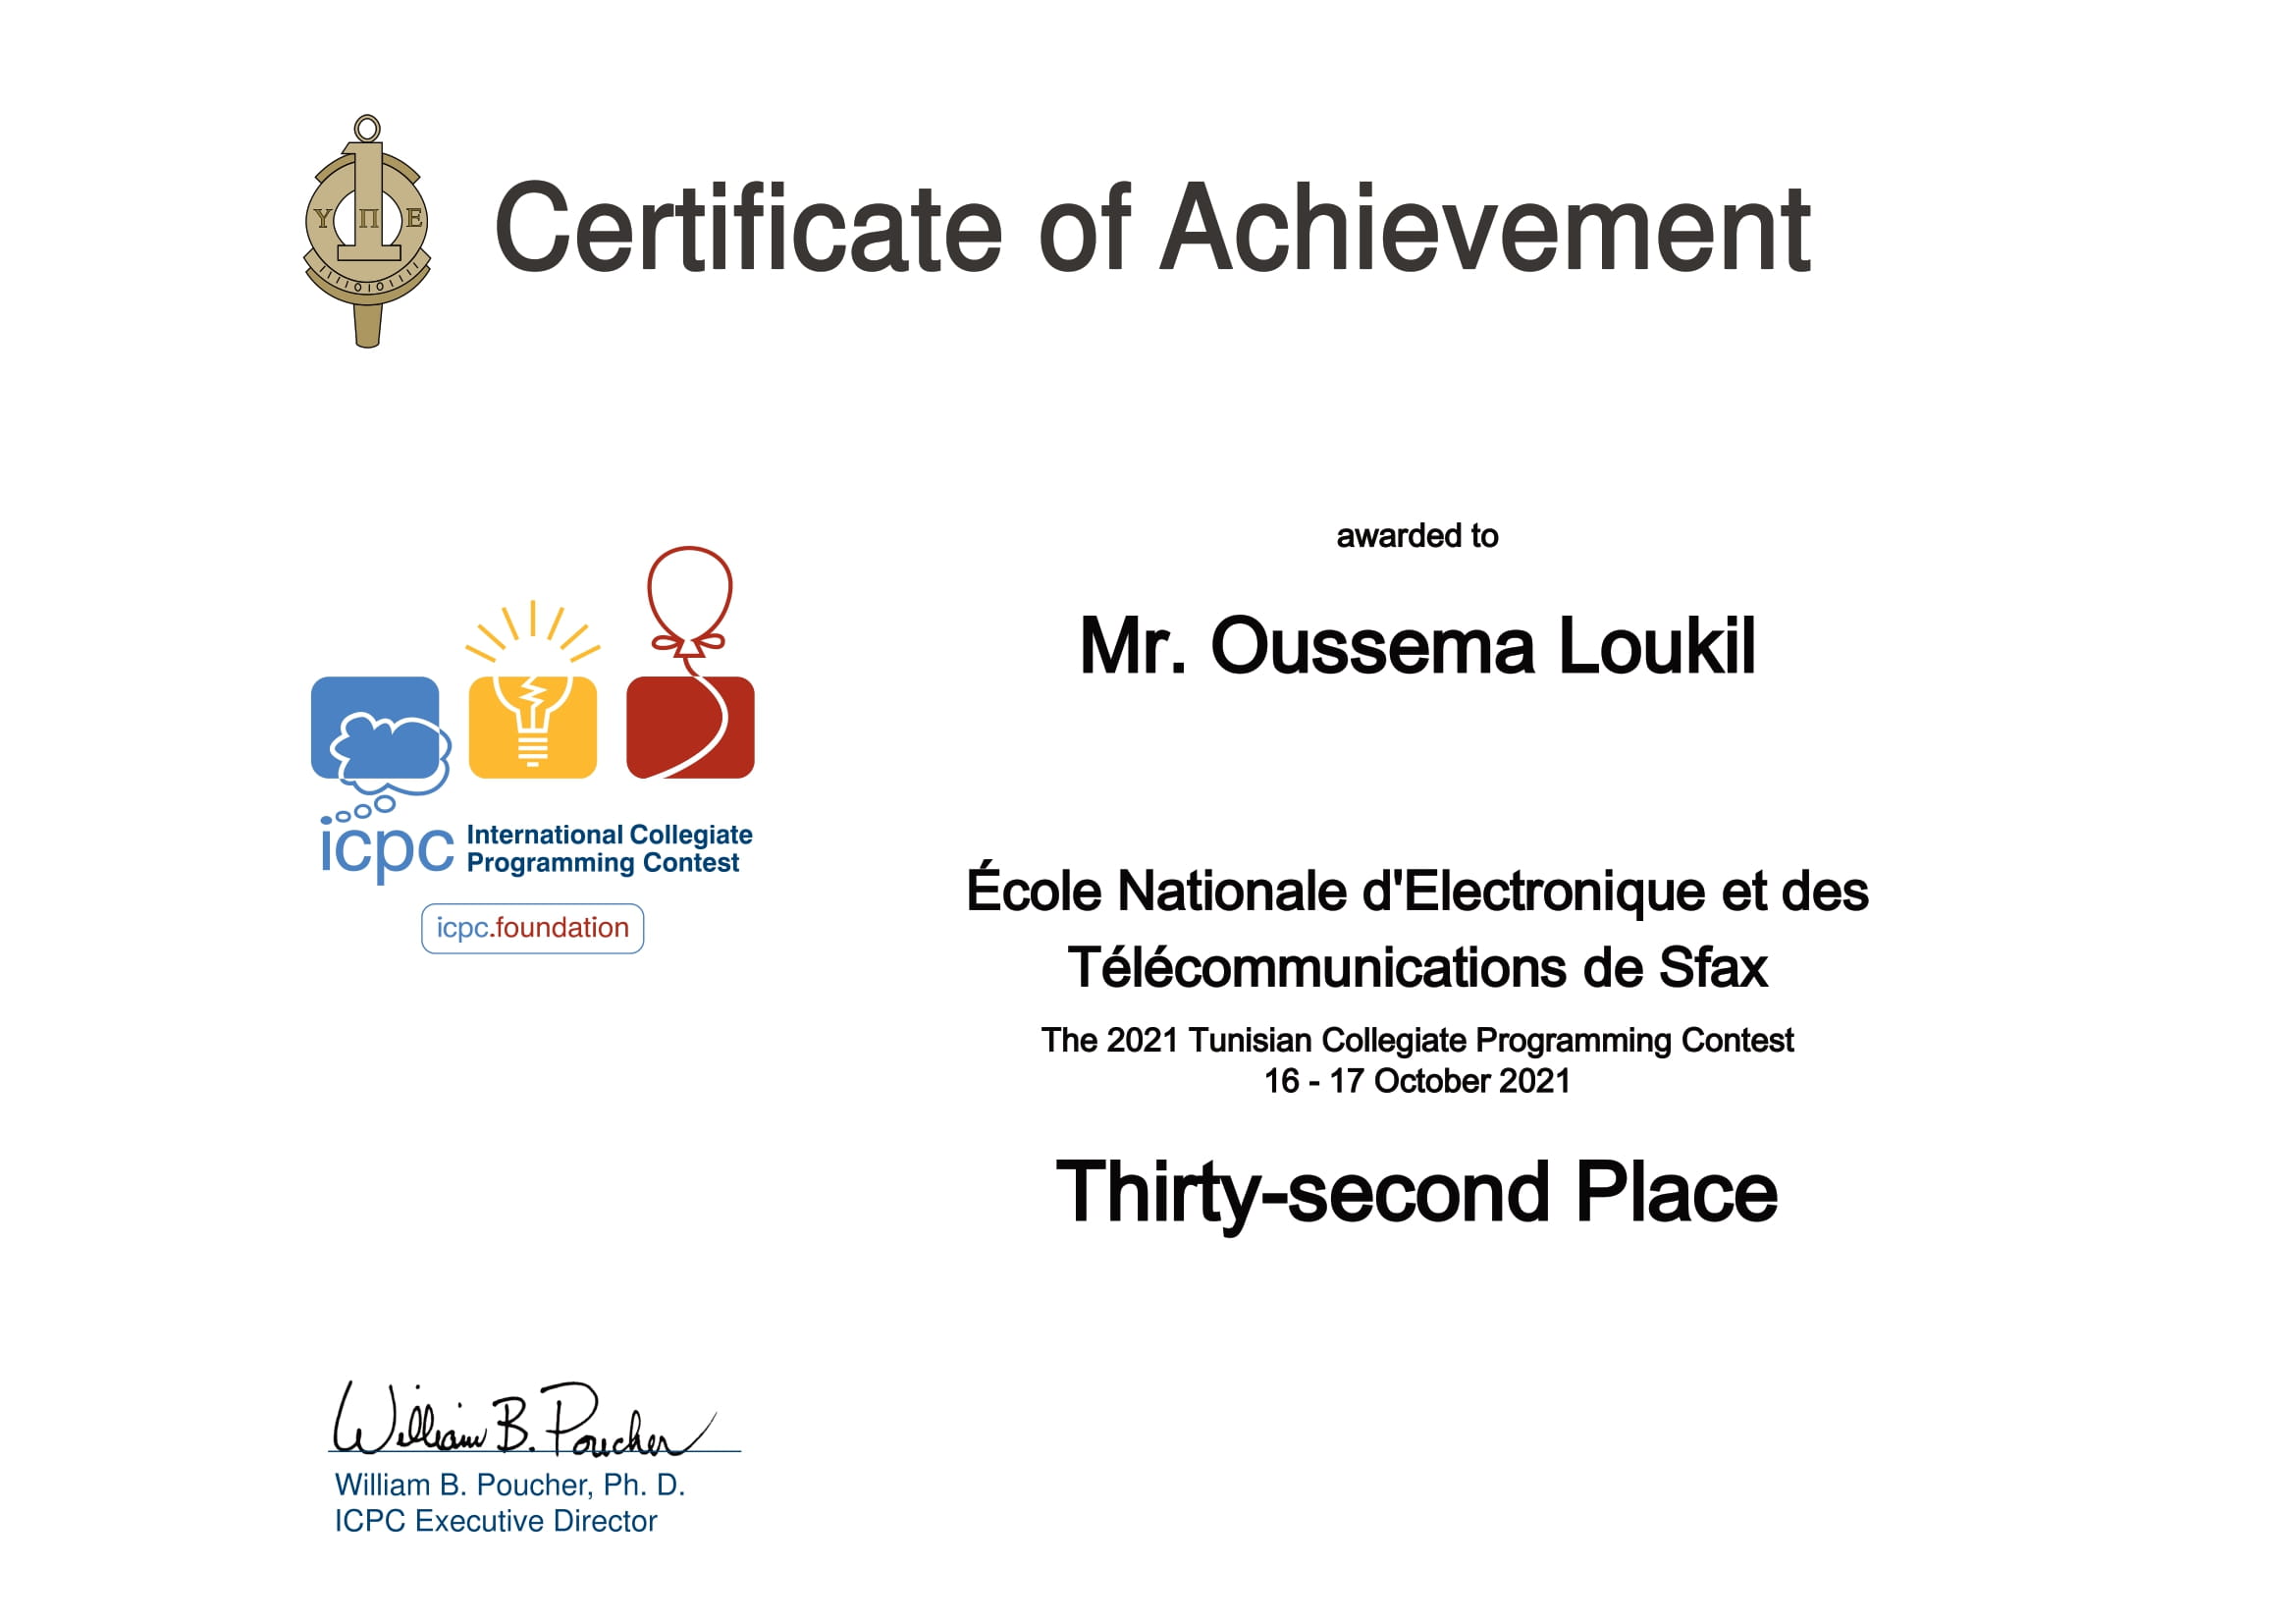 Certificate of Achievement
Υ Π Ε
awarded to
Mr. Oussema Loukil
icpc International Collegiate
Programming Contest
icpc.foundation
École Nationale d'Electronique et des
Télécommunications de Sfax
The 2021 Tunisian Collegiate Programming Contest
16 - 17 October 2021
Thirty-second Place
William B. Poucher
William B. Poucher, Ph. D.
ICPC Executive Director